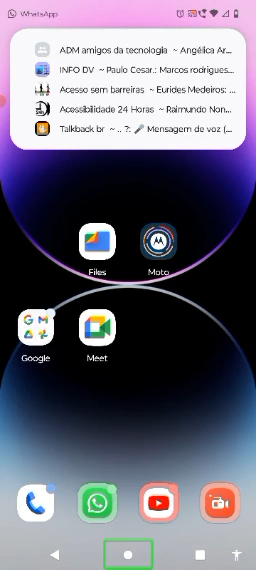 WhatsApp
ADM amigos da tecnologia ~ Angélica Ar...
INFO DV ~ Paulo Cesar.: Marcos rodrigues...
Acesso sem barreiras ~ Eurides Medeiros: ...
Acessibilidade 24 Horas ~ Raimundo Non...
Talkback br ~ .. ?: 🎤 Mensagem de voz (...
Files
Moto
Google
Meet